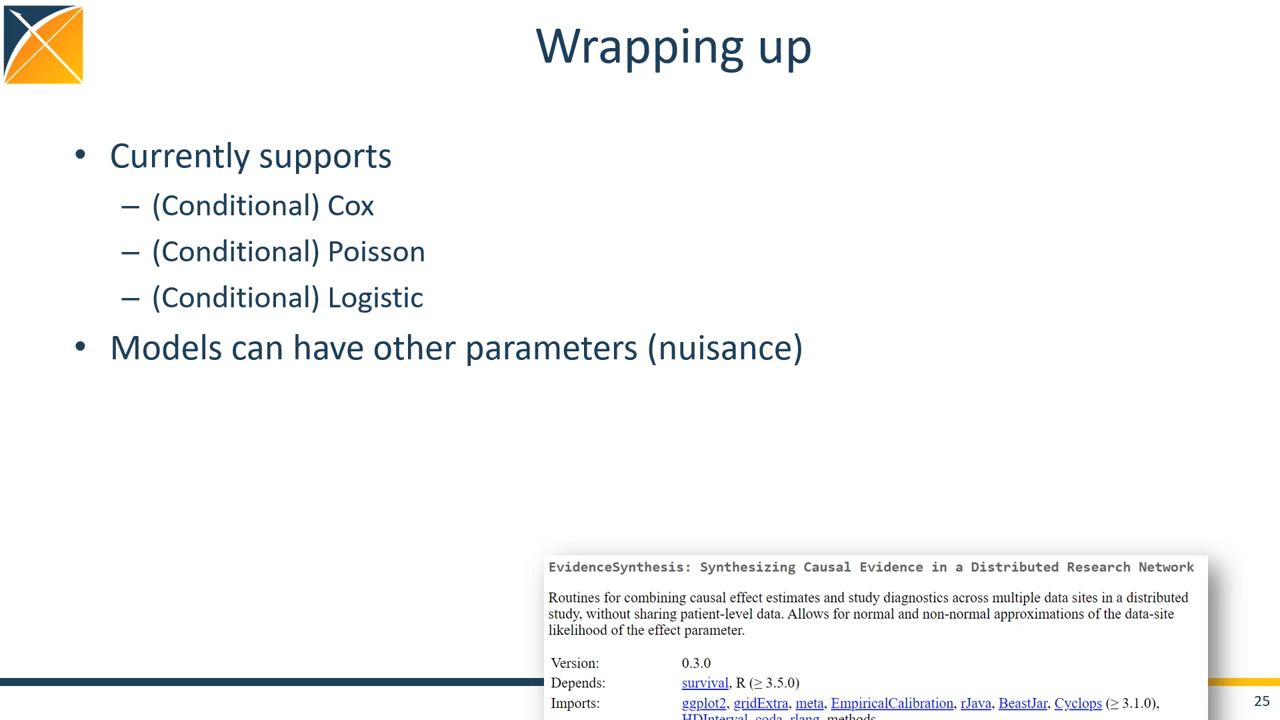 Wrapping up
• Currently supports
– (Conditional) Cox
– (Conditional) Poisson
– (Conditional) Logistic
• Models can have other parameters (nuisance)
EvidenceSynthesis: Synthesizing Causal Evidence in a Distributed Research Network
Routines for combining causal effect estimates and study diagnostics across multiple data sites in a distributed
study, without sharing patient-level data. Allows for normal and non-normal approximations of the data-site
likelihood of the effect parameter.
Version: 0.3.0
Depends: survival, R (≥ 3.5.0)
Imports: ggplot2, gridExtra, meta, EmpiricalCalibration, rJava, BeastJar, Cyclops (≥ 3.1.0),
HDInterval, coda, rlang, methods
25